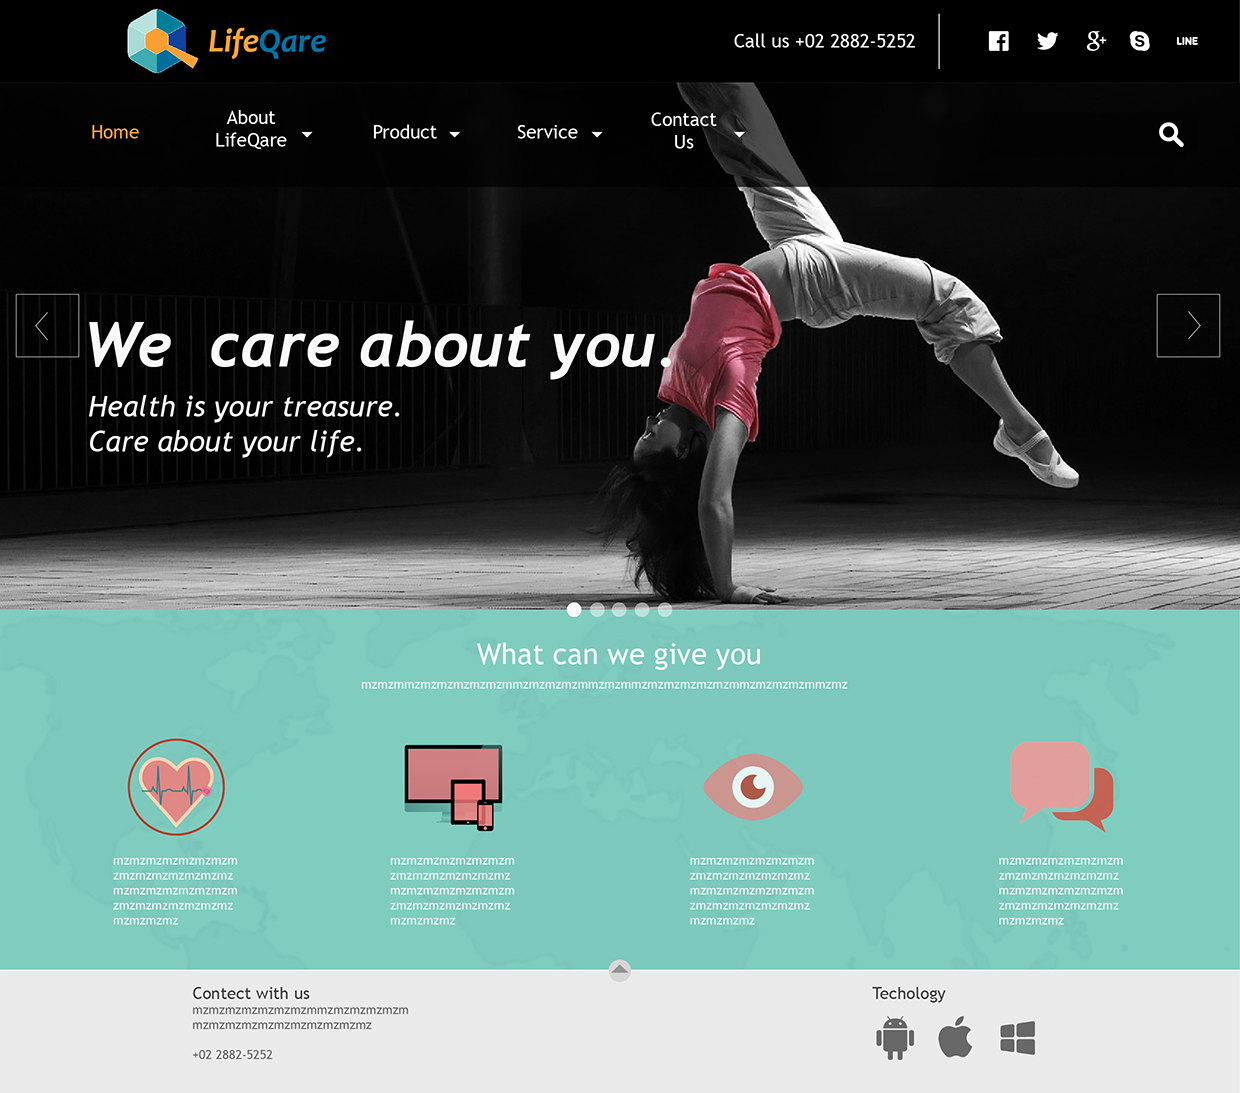 LifeQare
Call us +02 2882-5252
LINE
Home
About
LifeQare
Product
Service
Contact
Us
We care about you.
Health is your treasure.
Care about your life.
What can we give you
mzmzmmzmzmzmzmzmmzmzmzmzmmzmzmmzmzmzmzmzmzmmzmzmzmzmmzmz
mzmzmzmzmzmzmzm
zmzmzmzmzmzmzmz
mzmzmzmzmzmzmzm
zmzmzmzmzmzmzmz
mzmzmzmz
mzmzmzmzmzmzmzm
zmzmzmzmzmzmzmz
mzmzmzmzmzmzmzm
zmzmzmzmzmzmzmz
mzmzmzmz
mzmzmzmzmzmzmzm
zmzmzmzmzmzmzmz
mzmzmzmzmzmzmzm
zmzmzmzmzmzmzmz
mzmzmzmz
mzmzmzmzmzmzmzm
zmzmzmzmzmzmzmz
mzmzmzmzmzmzmzm
zmzmzmzmzmzmzmz
mzmzmzmz
Contect with us
mzmzmzmzmzmzmzmmzmzmzmzmzm
mzmzmzmzmzmzmzmzmzmzmz
+02 2882-5252
Techology